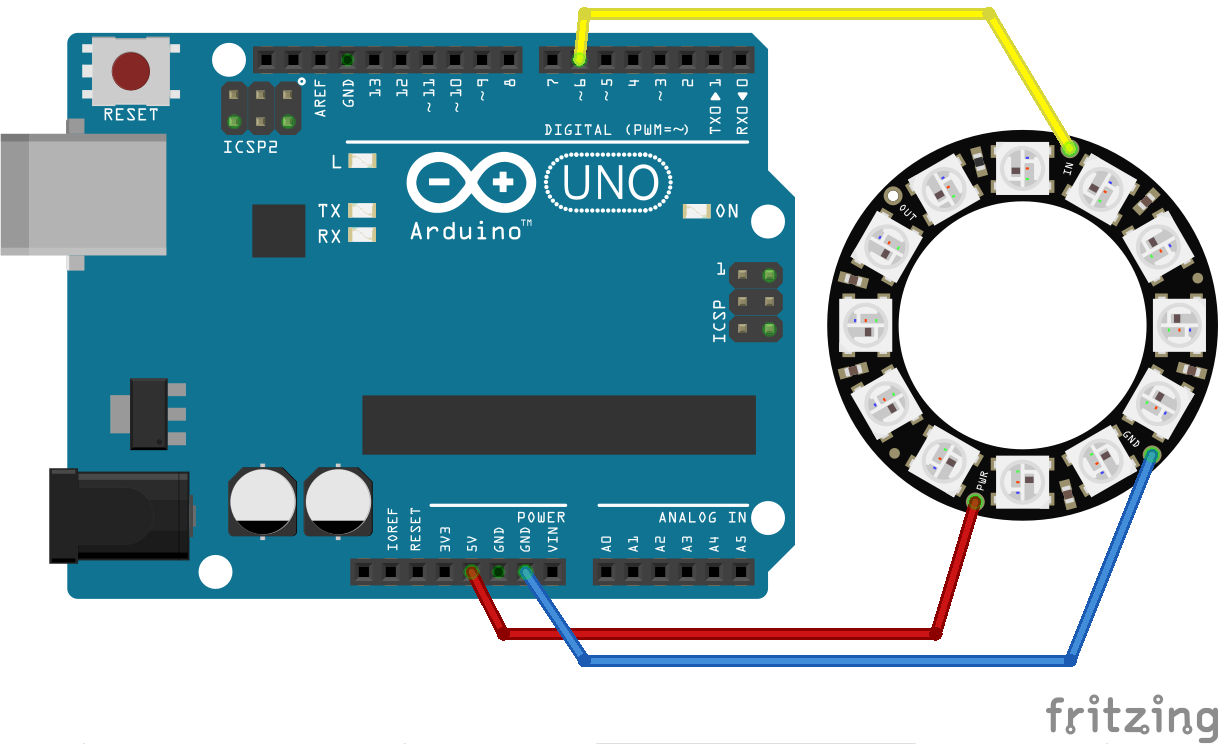 RESET
ICSP2
AREF
GND
13
12
~11
~10
~9
8
7
~6
~5
4
~3
2
TX0▶1
RX0◀0
DIGITAL (PWM=~)
L
TX
RX
UNO
Arduino™
ON
1
ICSP
IN
OUT
GND
PWR
POWER
ANALOG IN
IOREF
RESET
3V3
5V
GND
GND
VIN
A0
A1
A2
A3
A4
A5
fritzing